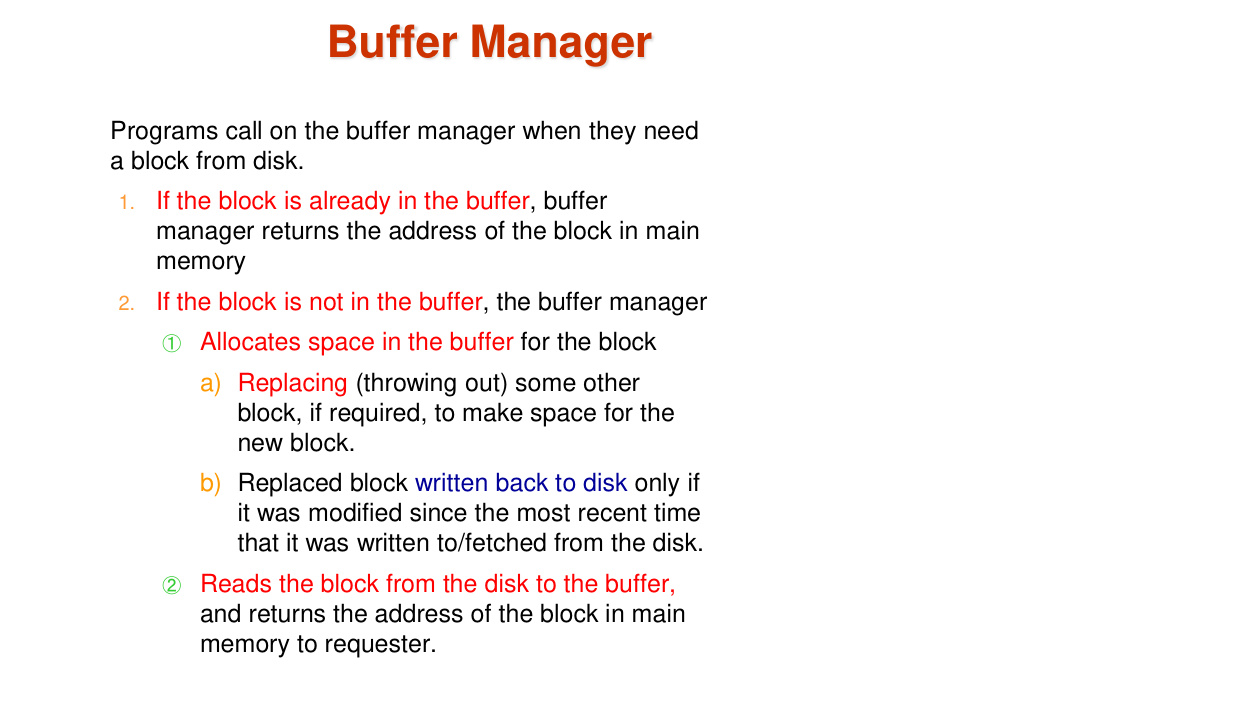 Buffer Manager
Programs call on the buffer manager when they need
a block from disk.
1. If the block is already in the buffer, buffer
manager returns the address of the block in main
memory
2. If the block is not in the buffer, the buffer manager
① Allocates space in the buffer for the block
a) Replacing (throwing out) some other
block, if required, to make space for the
new block.
b) Replaced block written back to disk only if
it was modified since the most recent time
that it was written to/fetched from the disk.
② Reads the block from the disk to the buffer,
and returns the address of the block in main
memory to requester.